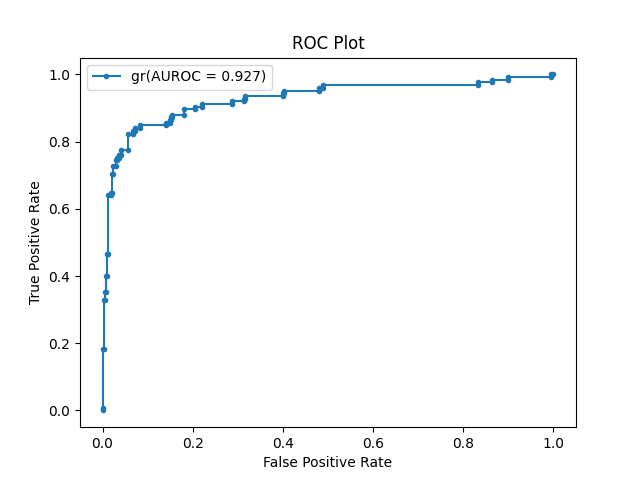 ROC Plot
gr(AUROC = 0.927)
True Positive Rate
1.0
0.8
0.6
0.4
0.2
0.0
0.0 0.2 0.4 0.6 0.8 1.0
False Positive Rate